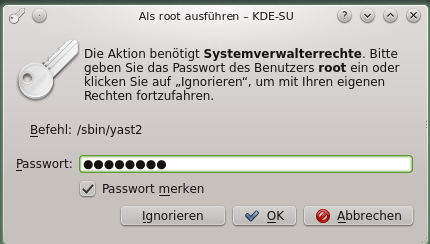 Als root ausführen – KDE-SU
Die Aktion benötigt Systemverwalterrechte. Bitte
geben Sie das Passwort des Benutzers root ein oder
klicken Sie auf „Ignorieren“, um mit Ihren eigenen
Rechten fortzufahren.
Befehl: /sbin/yast2
Passwort: ●●●●●●●●
Passwort merken
Ignorieren OK Abbrechen